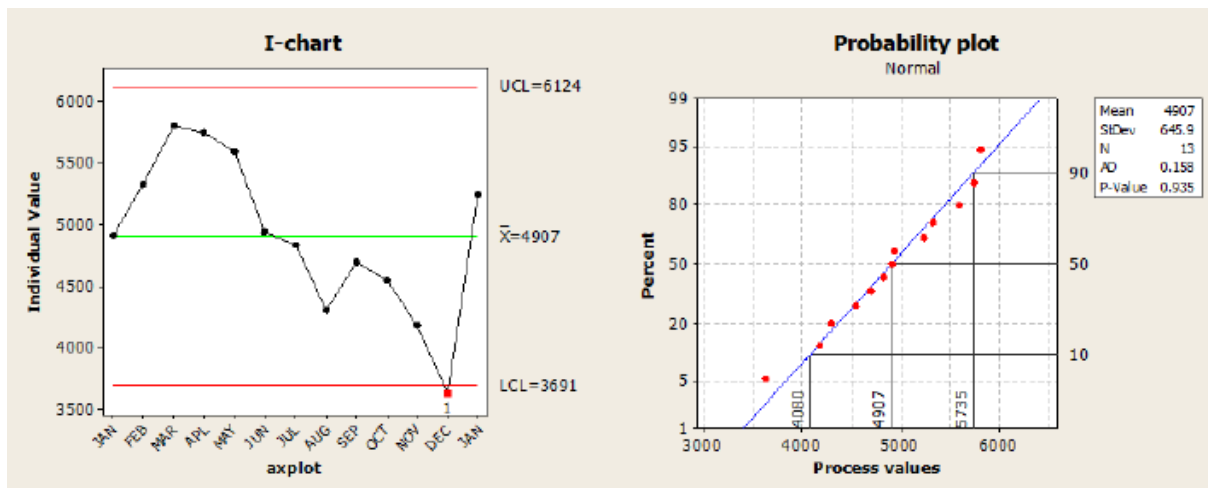 I-chart
UCL=6124
6000
5500
5000
X=4907
4500
4000
LCL=3691
3500
1
JAN
FEB
MAR
APL
MAY
JUN
JUL
AUG
SEP
OCT
NOV
DEC
JAN
Individual Value
axplot
Probability plot
Normal
99
95
80
50
20
5
1
90
50
10
4080
4907
5735
3000
4000
5000
6000
Percent
Process values
Mean 4907
StDev 645.9
N 13
AD 0.158
P-Value 0.935